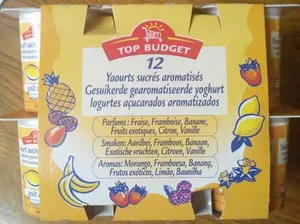 TOP BUDGET
12
Yaourts sucrés aromatisés
Gesuikerde gearomatiseerde yoghurt
Iogurtes açucarados aromatizados
Parfums : Fraise, Framboise, Banane,
Fruits exotiques, Citron, Vanille
Smaken: Aardbei, Framboos, Banaan,
Exotische vruchten, Citroen, Vanille
Aromas: Morango, Framboesa, Banana,
Frutos exóticos, Limão, Baunilha